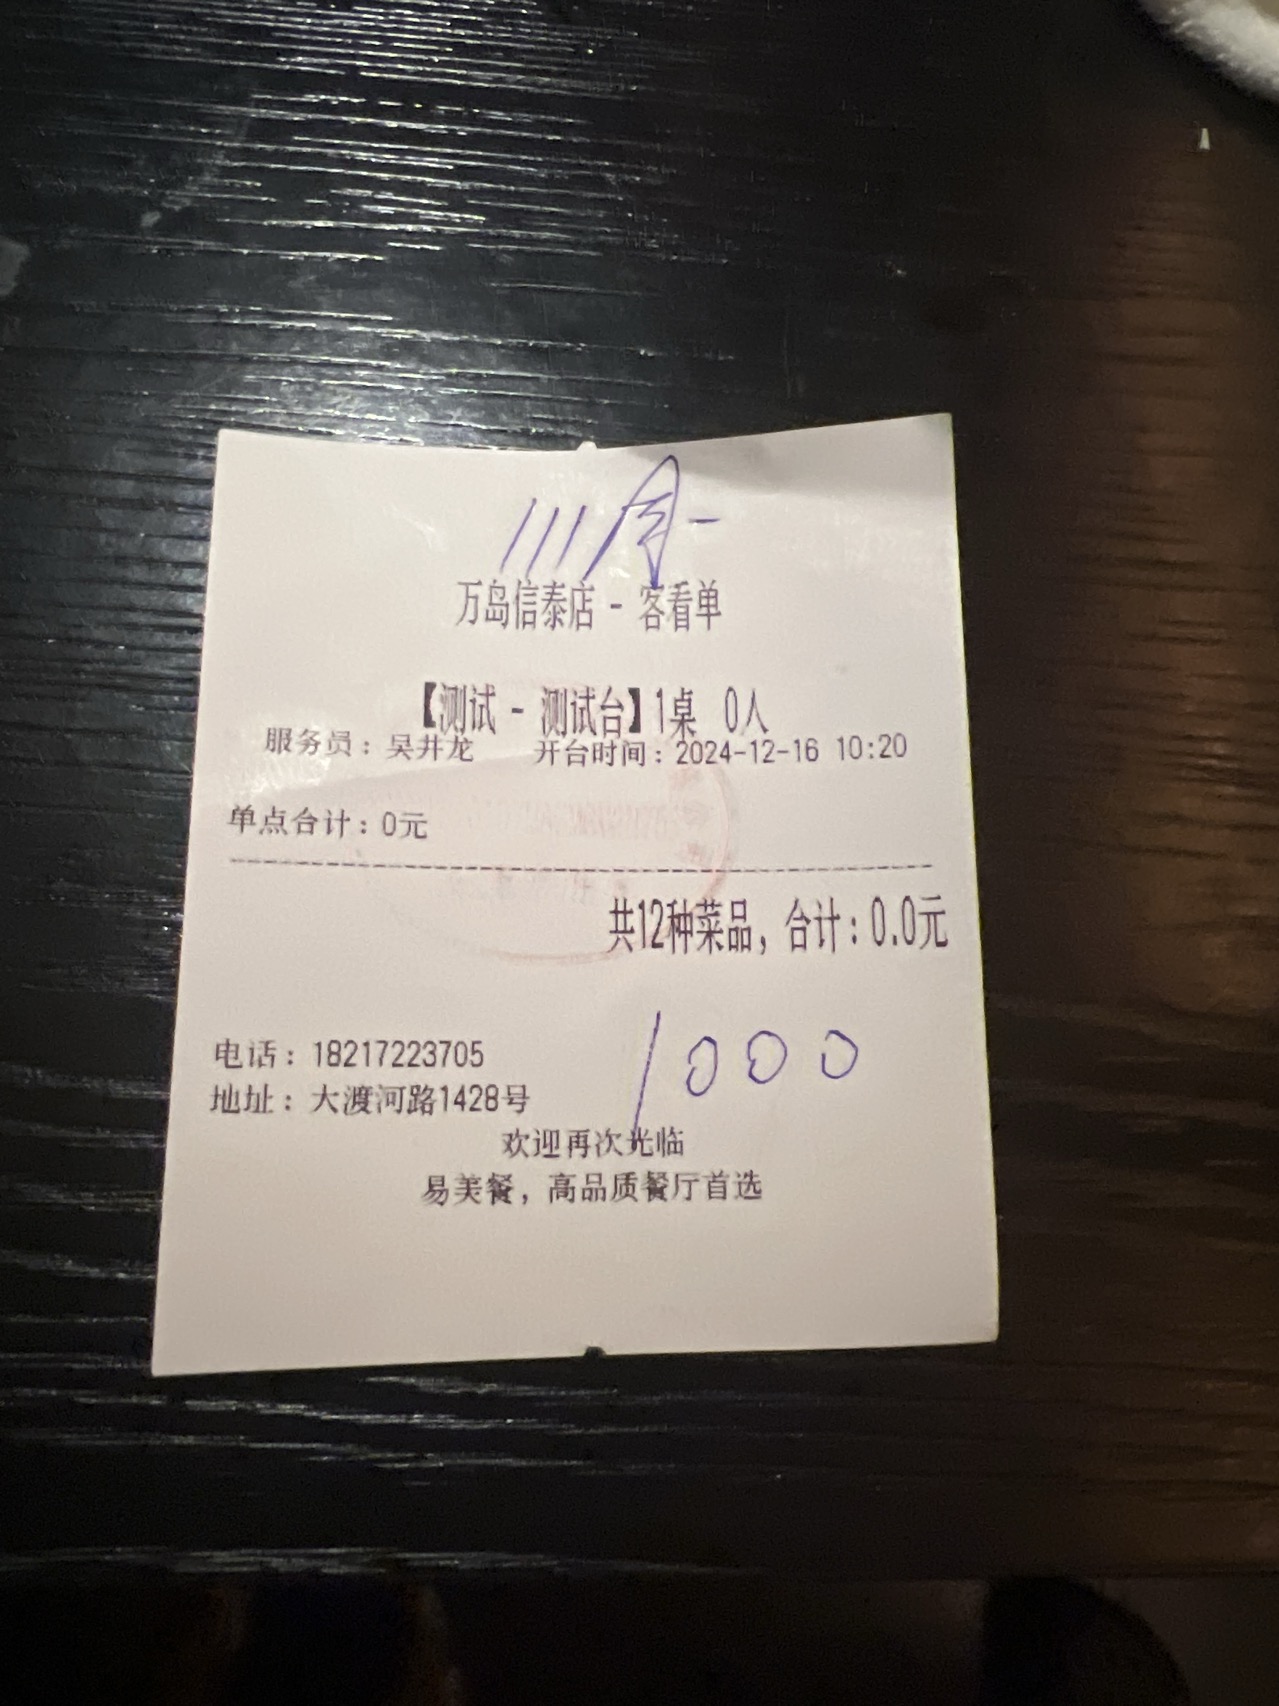 万岛信泰店 - 客看单
【测试 - 测试台】1桌 0人
服务员：吴井龙 开台时间：2024-12-16 10:20
单点合计：0元
共12种菜品，合计：0.0元
1000
电话：18217223705
地址：大渡河路1428号
欢迎再次光临
易美餐，高品质餐厅首选